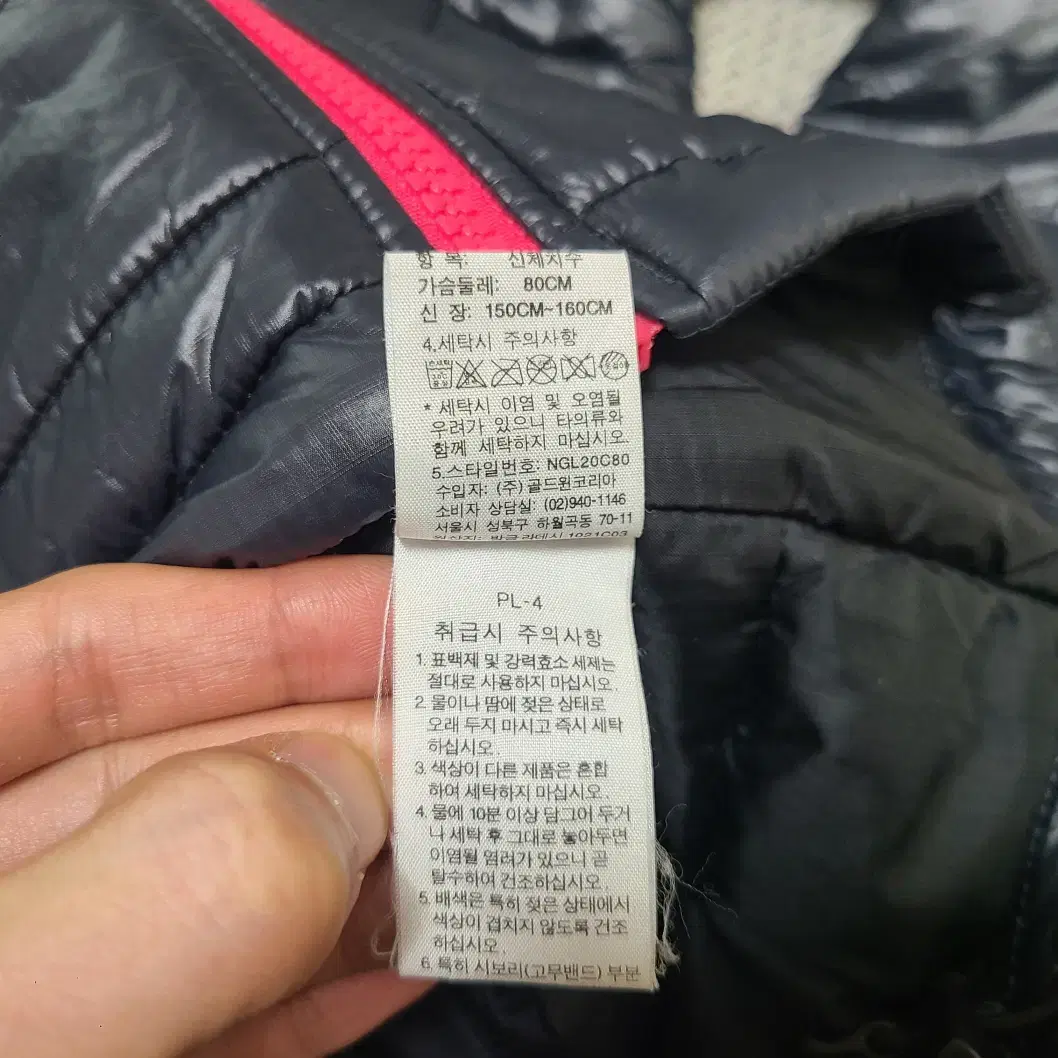 항 목: 신체치수
가슴둘레: 80CM
신 장: 150CM~160CM
4.세탁시 주의사항
* 세탁시 이염 및 오염될
우려가 있으니 타의류와
함께 세탁하지 마십시오
5.스타일번호: NGL20C80
수입자: (주)골드윈코리아
소비자 상담실: (02)940-1146
서울시 성북구 하월곡동 70-11
PL-4
취급시 주의사항
1. 표백제 및 강력효소 세제는
절대로 사용하지 마십시오.
2. 물이나 땀에 젖은 상태로
오래 두지 마시고 즉시 세탁
하십시오.
3. 색상이 다른 제품은 혼합
하여 세탁하지 마십시오.
4. 물에 10분 이상 담그어 두거
나 세탁 후 그대로 놓아두면
이염될 염려가 있으니 곧
탈수하여 건조하십시오.
5. 배색은 특히 젖은 상태에서
색상이 겹치지 않도록 건조
하십시오.
6. 특히 시보리(고무밴드) 부분